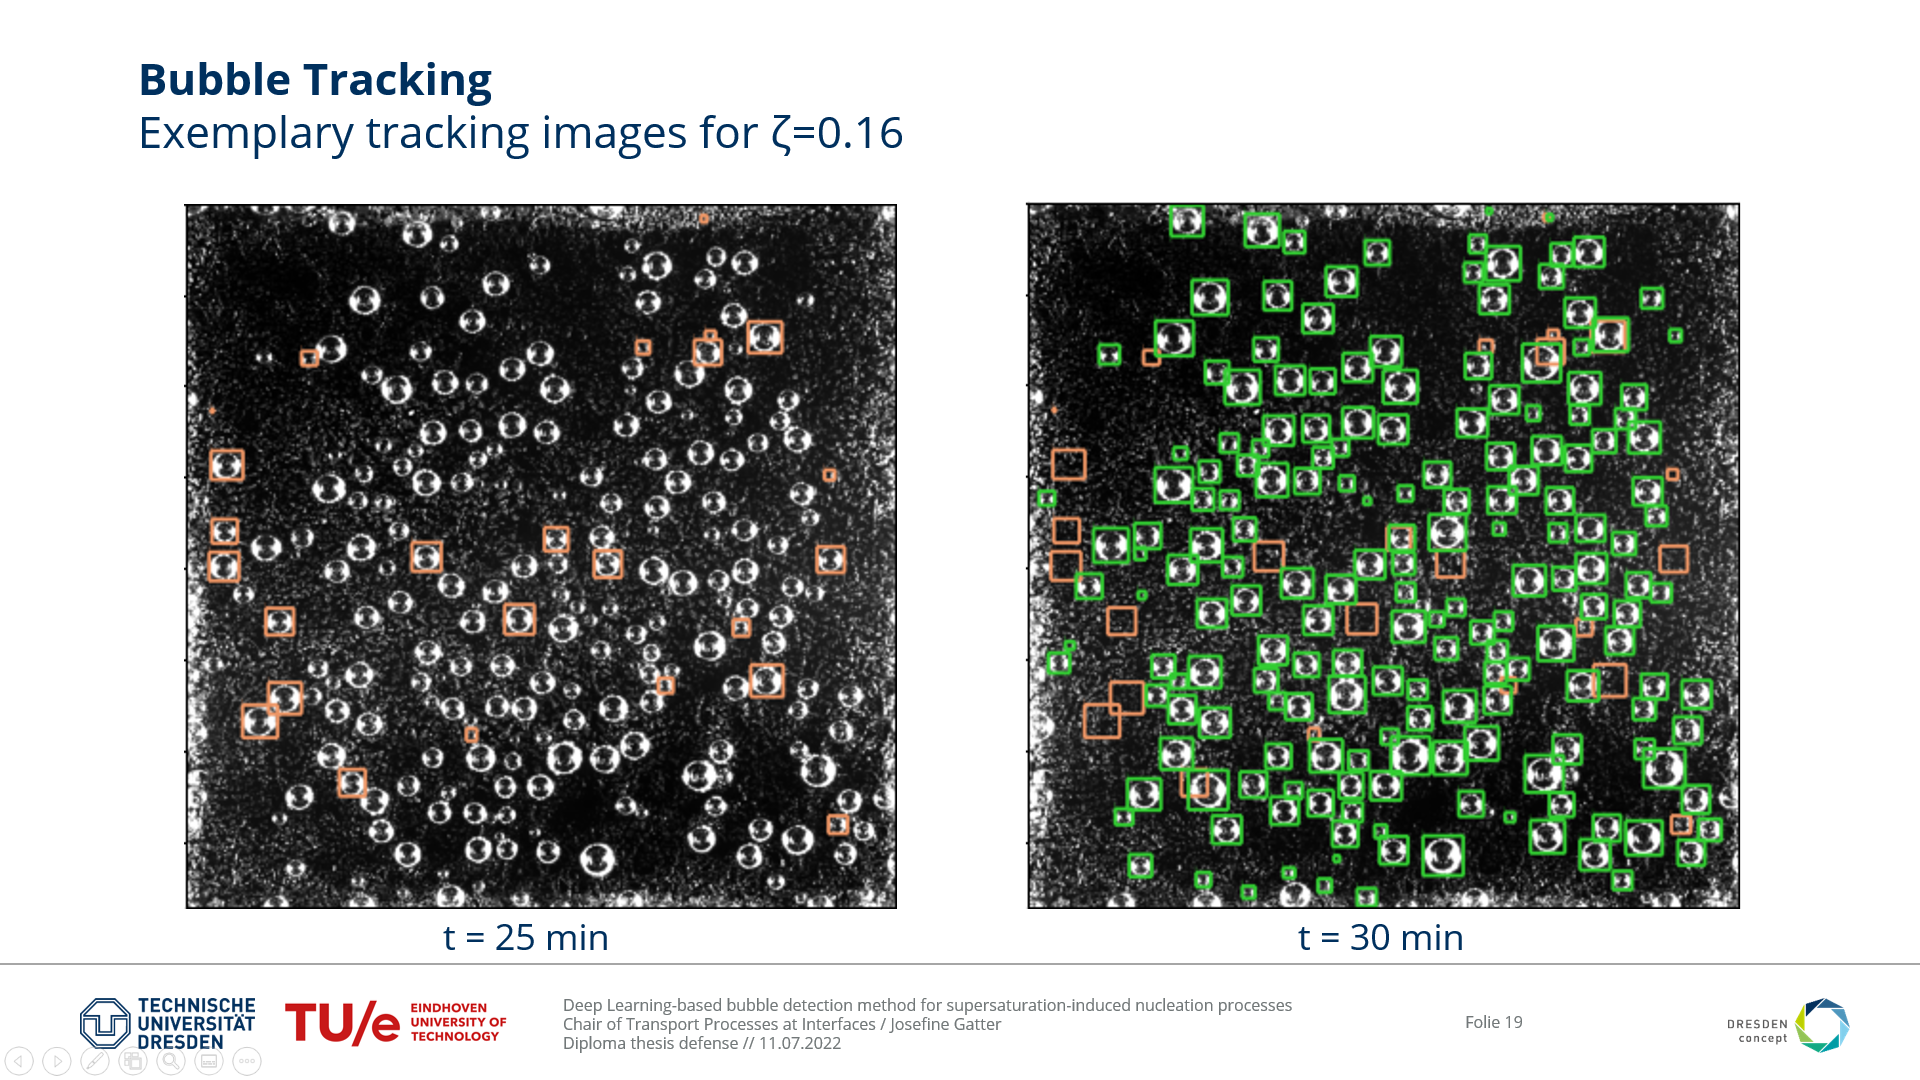 Bubble Tracking
Exemplary tracking images for ζ=0.16
t = 25 min
t = 30 min
TECHNISCHE
UNIVERSITÄT
DRESDEN
TU/e
EINDHOVEN
UNIVERSITY OF
TECHNOLOGY
Deep Learning-based bubble detection method for supersaturation-induced nucleation processes
Chair of Transport Processes at Interfaces / Josefine Gatter
Diploma thesis defense // 11.07.2022
Folie 19
DRESDEN
concept